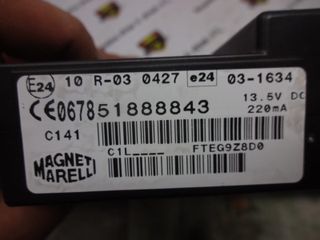 E24 10 R-03 0427 e24 03-1634
CE0678 51888843
13.5V DC
220mA
C141
C1L____ FTEG9Z8D0
MAGNETI
MARELLI